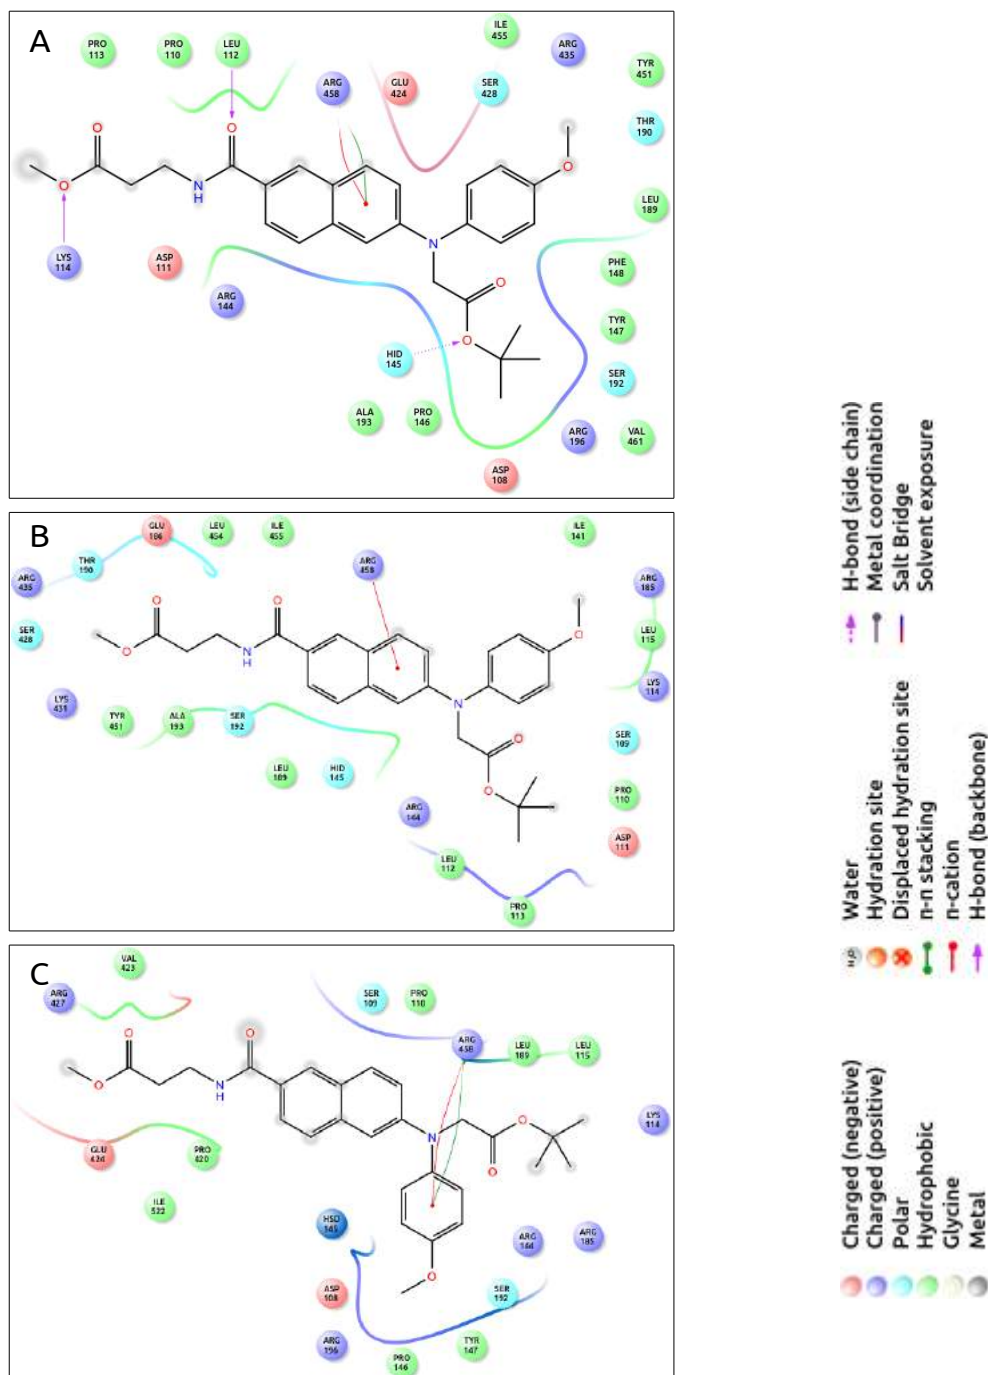 A
PRO 113
PRO 110
LEU 112
ILE 455
ARG 435
TYR 451
ARG 458
GLU 424
SER 428
THR 190
O
O
O
O
N
H
LEU 189
N
LYS 114
ASP 111
PHE 148
ARG 144
O
TYR 147
HID 145
O
SER 192
ALA 193
PRO 146
ARG 196
VAL 461
ASP 108
B
GLU 186
LEU 454
ILE 455
ILE 141
THR 190
ARG 435
ARG 458
ARG 185
O
O
SER 428
O
LEU 115
O
N
H
LYS 114
LYS 431
N
TYR 451
ALA 193
SER 192
SER 109
O
LEU 189
HID 145
O
PRO 110
ARG 144
ASP 111
LEU 112
PRO 113
C
VAL 423
ARG 427
SER 109
PRO 110
O
O
ARG 458
LEU 189
LEU 115
O
N
H
O
LYS 114
N
GLU 424
PRO 420
O
ILE 522
HSD 145
ARG 144
ARG 185
O
ASP 108
SER 192
ARG 196
PRO 146
TYR 147
Charged (negative)
Charged (positive)
Polar
Hydrophobic
Glycine
Metal
Water
Hydration site
Displaced hydration site
π-π stacking
π-cation
H-bond (backbone)
H-bond (side chain)
Metal coordination
Salt Bridge
Solvent exposure